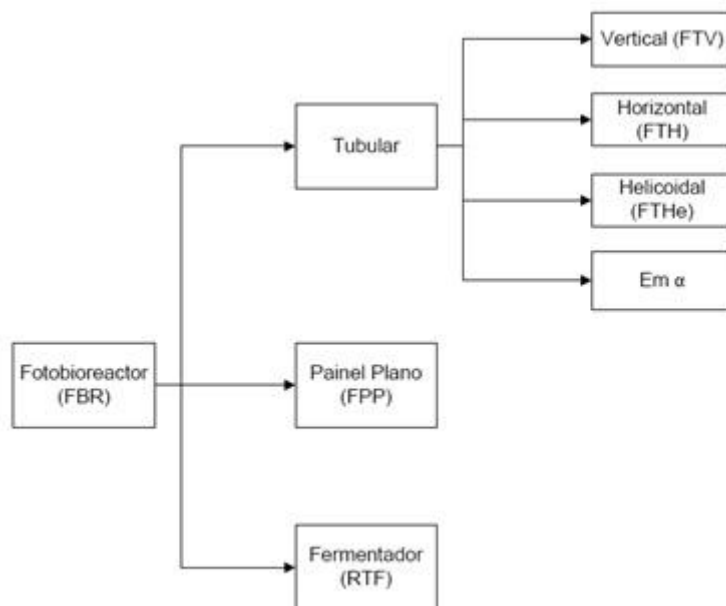 Vertical (FTV)
Horizontal
(FTH)
Tubular
Helicoidal
(FTHe)
Em α
Fotobioreactor
(FBR)
Painel Plano
(FPP)
Fermentador
(RTF)